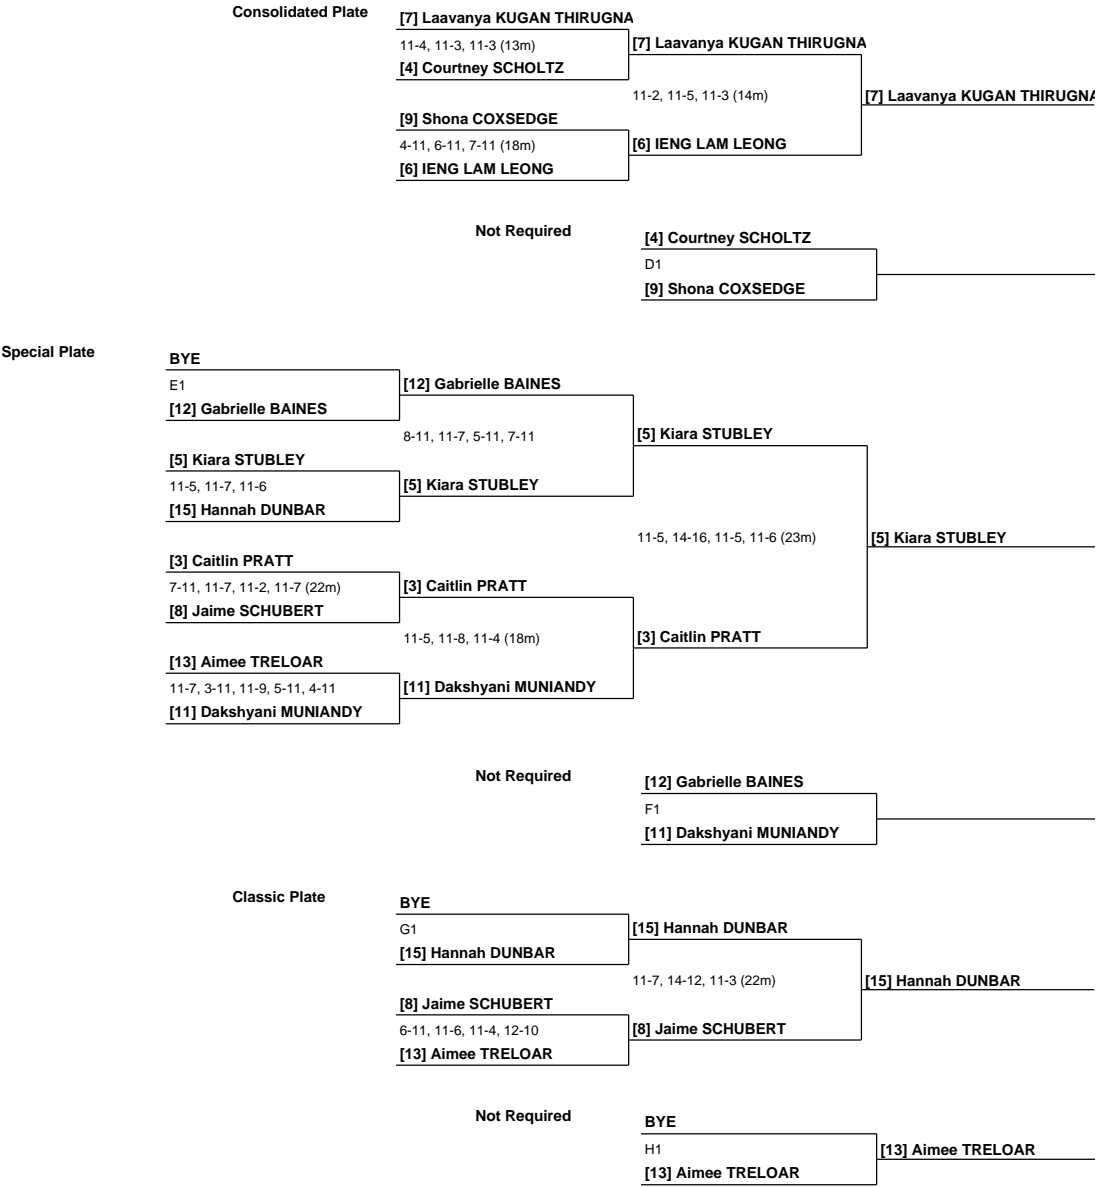 Consolidated Plate
[7] Laavanya KUGAN THIRUGNA
11-4, 11-3, 11-3 (13m)
[7] Laavanya KUGAN THIRUGNA
[4] Courtney SCHOLTZ
11-2, 11-5, 11-3 (14m)
[7] Laavanya KUGAN THIRUGNA
[9] Shona COXSEDGE
4-11, 6-11, 7-11 (18m)
[6] IENG LAM LEONG
[6] IENG LAM LEONG
Not Required
[4] Courtney SCHOLTZ
D1
[9] Shona COXSEDGE
Special Plate
BYE
E1
[12] Gabrielle BAINES
[12] Gabrielle BAINES
8-11, 11-7, 5-11, 7-11
[5] Kiara STUBLEY
[5] Kiara STUBLEY
11-5, 11-7, 11-6
[5] Kiara STUBLEY
[15] Hannah DUNBAR
11-5, 14-16, 11-5, 11-6 (23m)
[5] Kiara STUBLEY
[3] Caitlin PRATT
7-11, 11-7, 11-2, 11-7 (22m)
[3] Caitlin PRATT
[8] Jaime SCHUBERT
11-5, 11-8, 11-4 (18m)
[3] Caitlin PRATT
[13] Aimee TRELOAR
11-7, 3-11, 11-9, 5-11, 4-11
[11] Dakshyani MUNIANDY
[11] Dakshyani MUNIANDY
Not Required
[12] Gabrielle BAINES
F1
[11] Dakshyani MUNIANDY
Classic Plate
BYE
G1
[15] Hannah DUNBAR
[15] Hannah DUNBAR
11-7, 14-12, 11-3 (22m)
[15] Hannah DUNBAR
[8] Jaime SCHUBERT
6-11, 11-6, 11-4, 12-10
[8] Jaime SCHUBERT
[13] Aimee TRELOAR
Not Required
BYE
H1
[13] Aimee TRELOAR
[13] Aimee TRELOAR